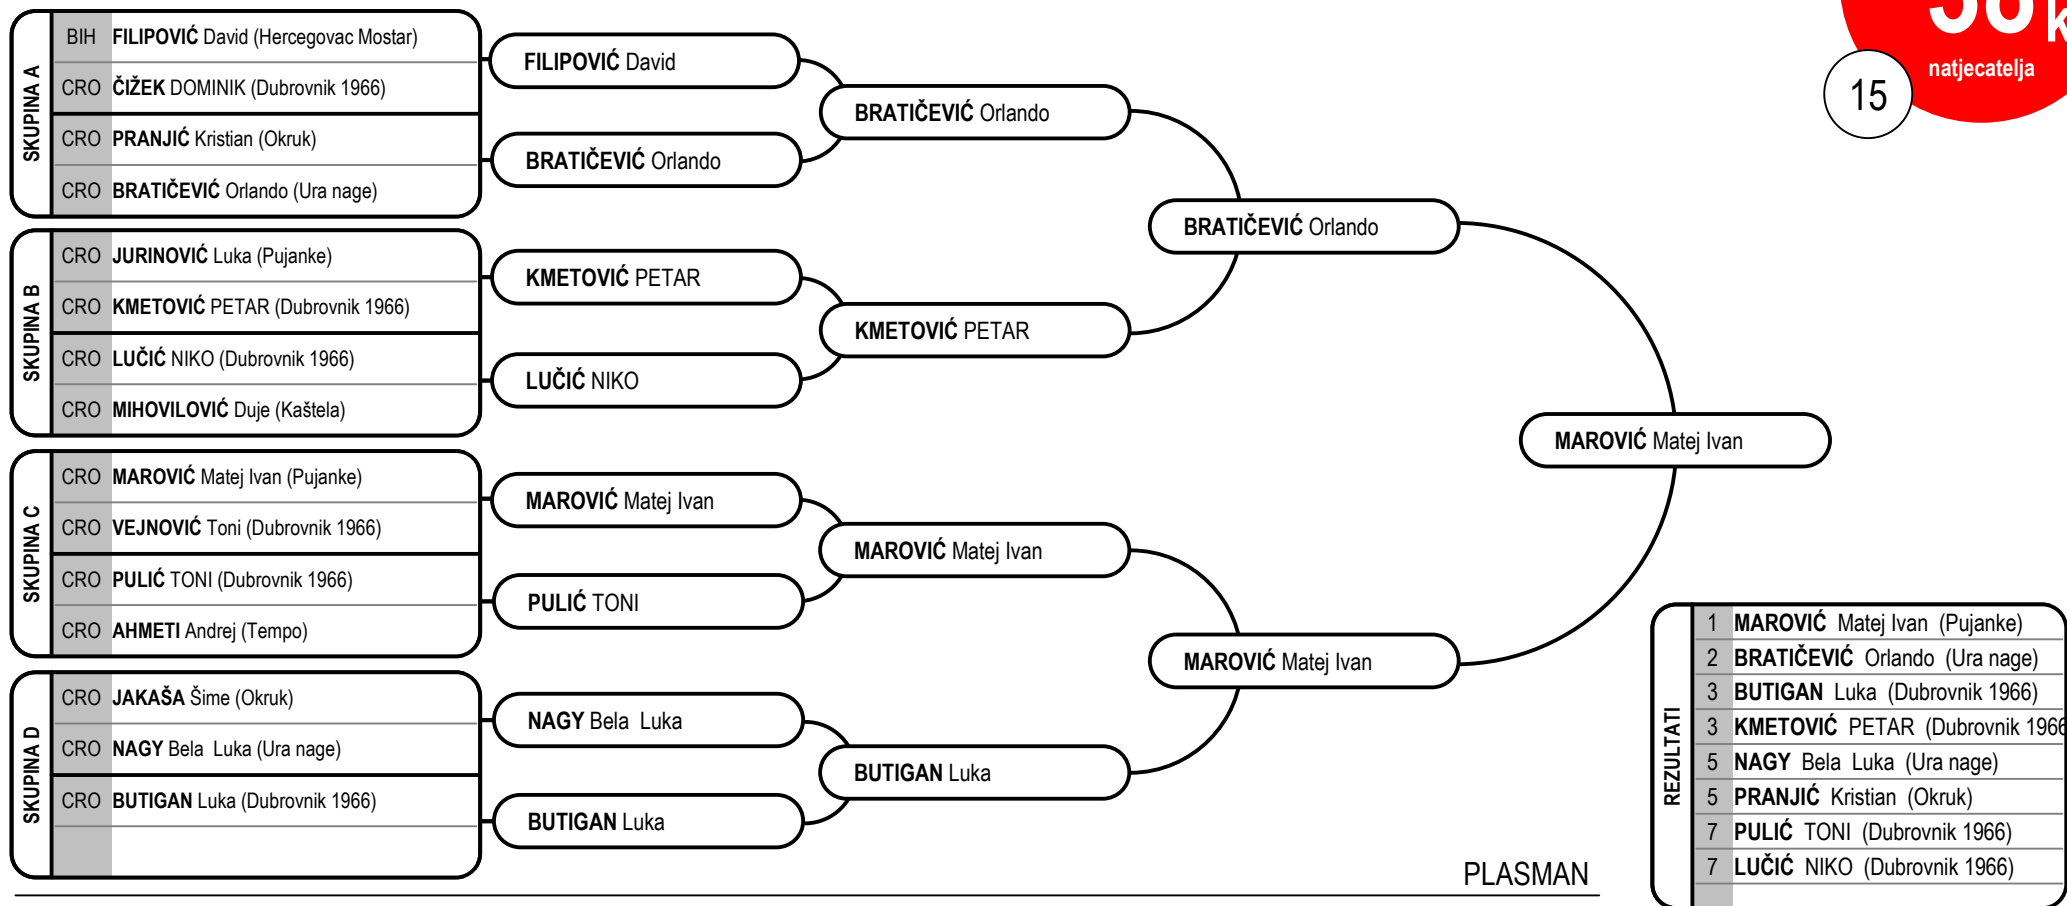 SKUPINA A
BIH FILIPOVIĆ David (Hercegovac Mostar)
CRO ČIŽEK DOMINIK (Dubrovnik 1966)
CRO PRANJIĆ Kristian (Okruk)
CRO BRATIČEVIĆ Orlando (Ura nage)
SKUPINA B
CRO JURINOVIĆ Luka (Pujanke)
CRO KMETOVIĆ PETAR (Dubrovnik 1966)
CRO LUČIĆ NIKO (Dubrovnik 1966)
CRO MIHOVILOVIĆ Duje (Kaštela)
SKUPINA C
CRO MAROVIĆ Matej Ivan (Pujanke)
CRO VEJNOVIĆ Toni (Dubrovnik 1966)
CRO PULIĆ TONI (Dubrovnik 1966)
CRO AHMETI Andrej (Tempo)
SKUPINA D
CRO JAKAŠA Šime (Okruk)
CRO NAGY Bela Luka (Ura nage)
CRO BUTIGAN Luka (Dubrovnik 1966)
FILIPOVIĆ David
BRATIČEVIĆ Orlando
KMETOVIĆ PETAR
LUČIĆ NIKO
MAROVIĆ Matej Ivan
PULIĆ TONI
NAGY Bela Luka
BUTIGAN Luka
BRATIČEVIĆ Orlando
KMETOVIĆ PETAR
MAROVIĆ Matej Ivan
BUTIGAN Luka
BRATIČEVIĆ Orlando
MAROVIĆ Matej Ivan
MAROVIĆ Matej Ivan
natjecatelja
15
PLASMAN
REZULTATI
1 MAROVIĆ Matej Ivan (Pujanke)
2 BRATIČEVIĆ Orlando (Ura nage)
3 BUTIGAN Luka (Dubrovnik 1966)
3 KMETOVIĆ PETAR (Dubrovnik 1966
5 NAGY Bela Luka (Ura nage)
5 PRANJIĆ Kristian (Okruk)
7 PULIĆ TONI (Dubrovnik 1966)
7 LUČIĆ NIKO (Dubrovnik 1966)